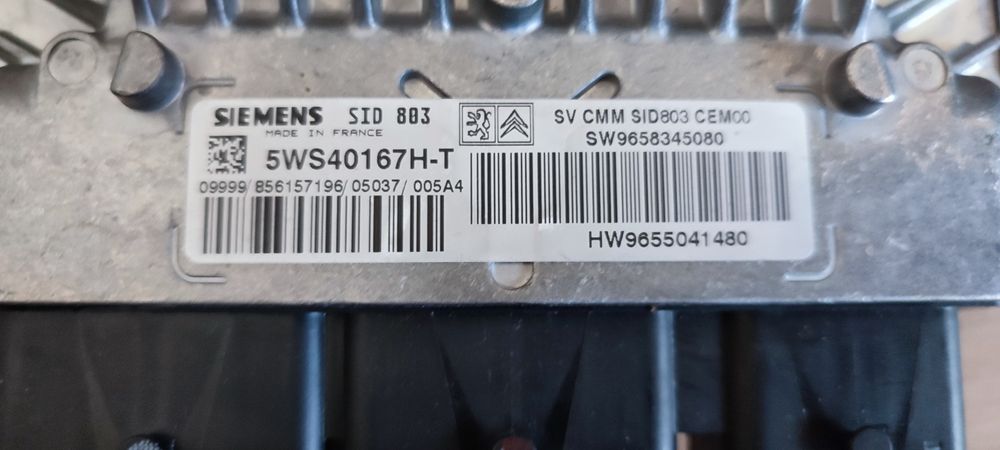 SIEMENS SID 803
MADE IN FRANCE
5WS40167H-T
09999/856157196/05037/005A4
SV CMM SID803 CEM00
SW9658345080
HW9655041480